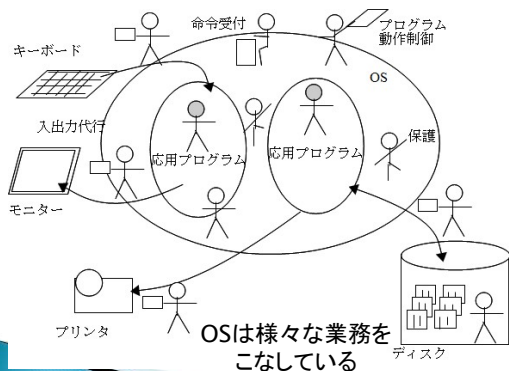 命令受付
プログラム
動作制御
キーボード
OS
入出力代行
保護
応用プログラム
応用プログラム
モニター
プリンタ
OSは様々な業務を
こなしている
ディスク